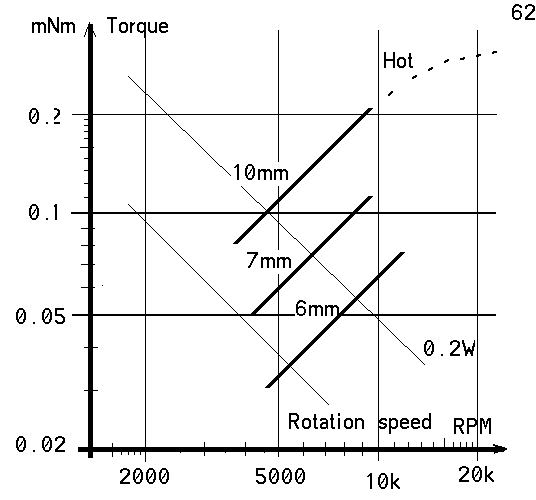 62
mNm Torque
Hot
0.2
10mm
0.1
7mm
6mm
0.05
0.2W
Rotation speed RPM
0.02
2000 5000 10k 20k